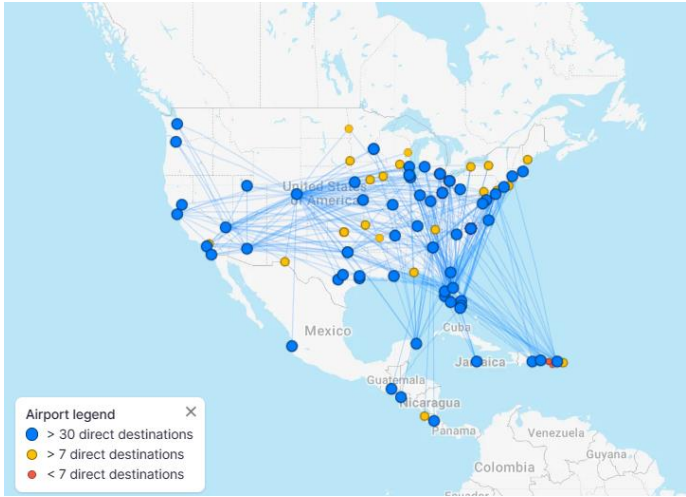 United States
of America
Mexico
Cuba
Jamaica
Guatemala
Nicaragua
Panama
Venezuela
Guyana
Colombia
Ecuador
Airport legend ×
> 30 direct destinations
> 7 direct destinations
< 7 direct destinations